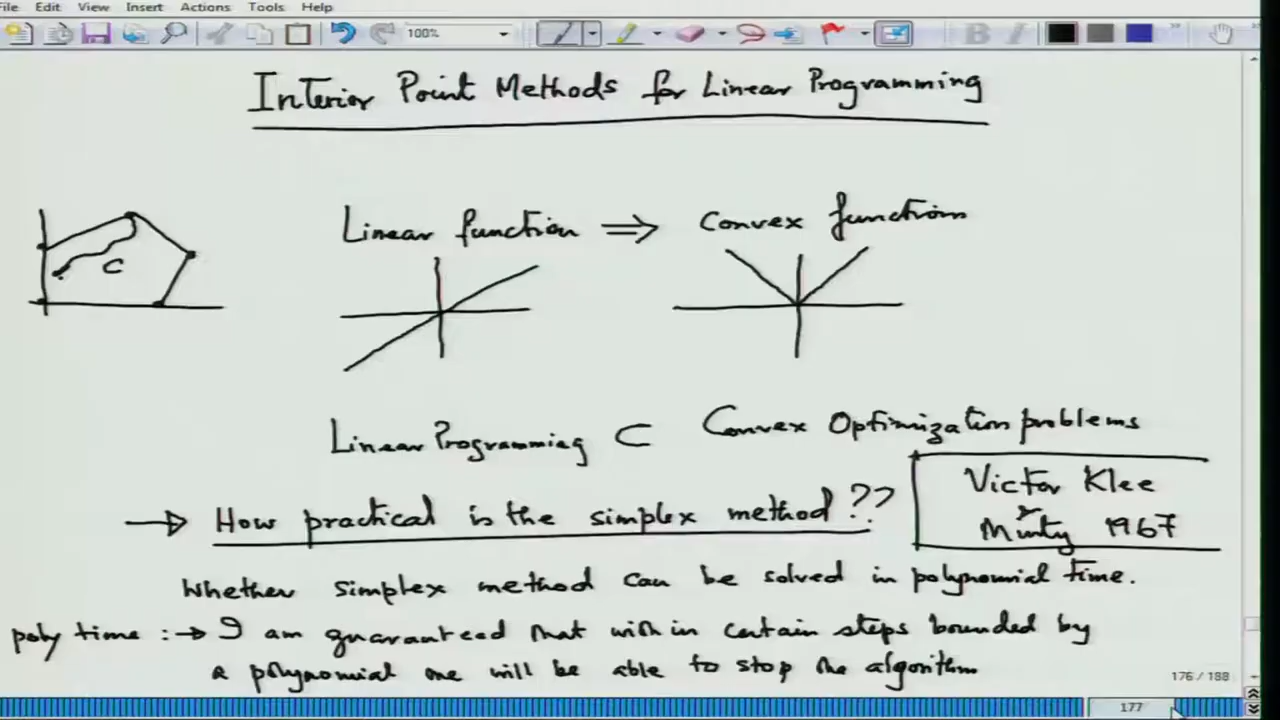 File Edit View Insert Actions Tools Help
100%
Interior Point Methods for Linear Programming
C
Linear function ⇒ Convex function
Linear Programming ⊂ Convex Optimization problems
→ How practical is the simplex method??
Victor Klee
&
Minty 1967
Whether simplex method can be solved in polynomial time.
poly time :→ I am guaranteed that within certain steps bounded by
a polynomial one will be able to stop the algorithm
176 / 188
177